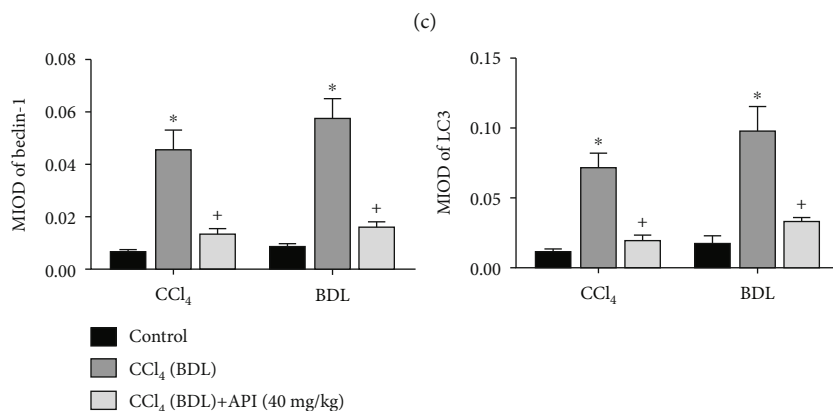 (c)
MIOD of beclin-1
0.08
0.06
0.04
0.02
0.00
*
+
*
+
CCl₄
BDL
MIOD of LC3
0.15
0.10
0.05
0.00
*
+
*
+
CCl₄
BDL
Control
CCl₄ (BDL)
CCl₄ (BDL)+API (40 mg/kg)